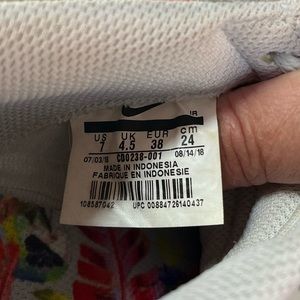 US UK EUR cm
7 4.5 38 24
07/03/18 CD0238-001 08/14/18
MADE IN INDONESIA
FABRIQUE EN INDONESIE
UPC 00884726140437